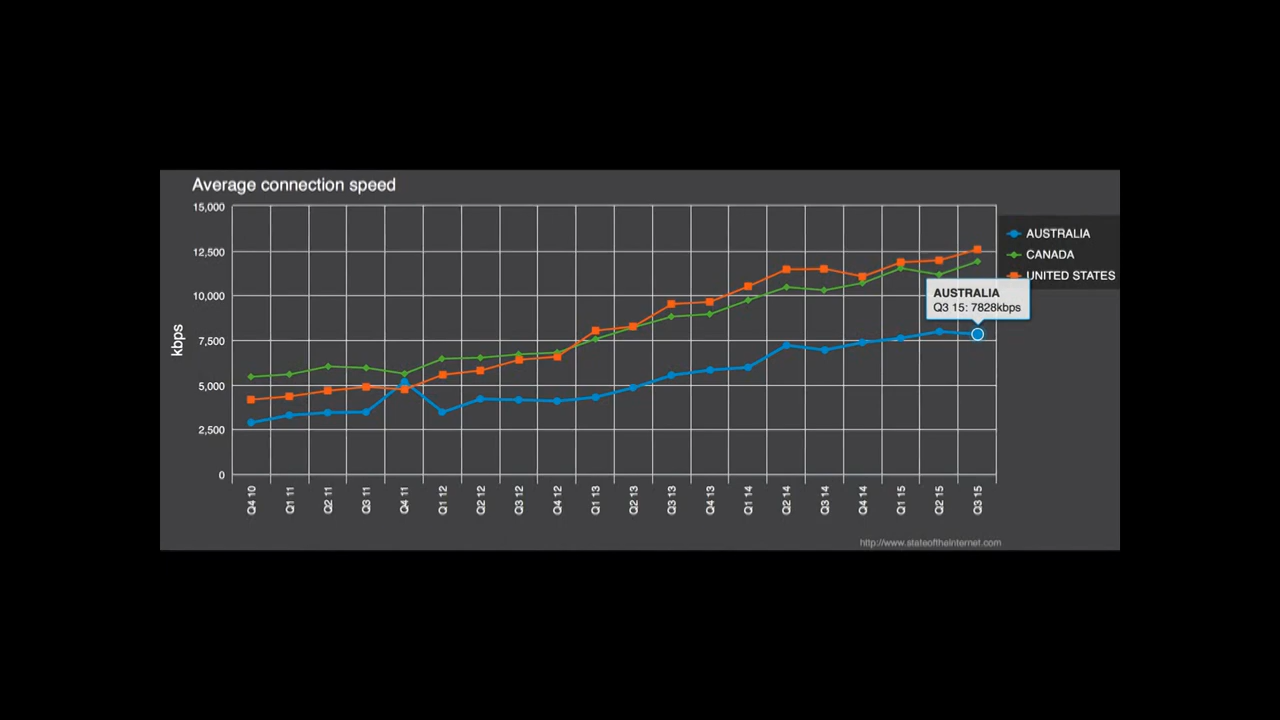 Average connection speed
15,000
12,500
10,000
7,500
5,000
2,500
0
kbps
AUSTRALIA
CANADA
UNITED STATES
AUSTRALIA
Q3 15: 7828kbps
Q4 10
Q1 11
Q2 11
Q3 11
Q4 11
Q1 12
Q2 12
Q3 12
Q4 12
Q1 13
Q2 13
Q3 13
Q4 13
Q1 14
Q2 14
Q3 14
Q4 14
Q1 15
Q2 15
Q3 15
http://www.stateoftheinternet.com